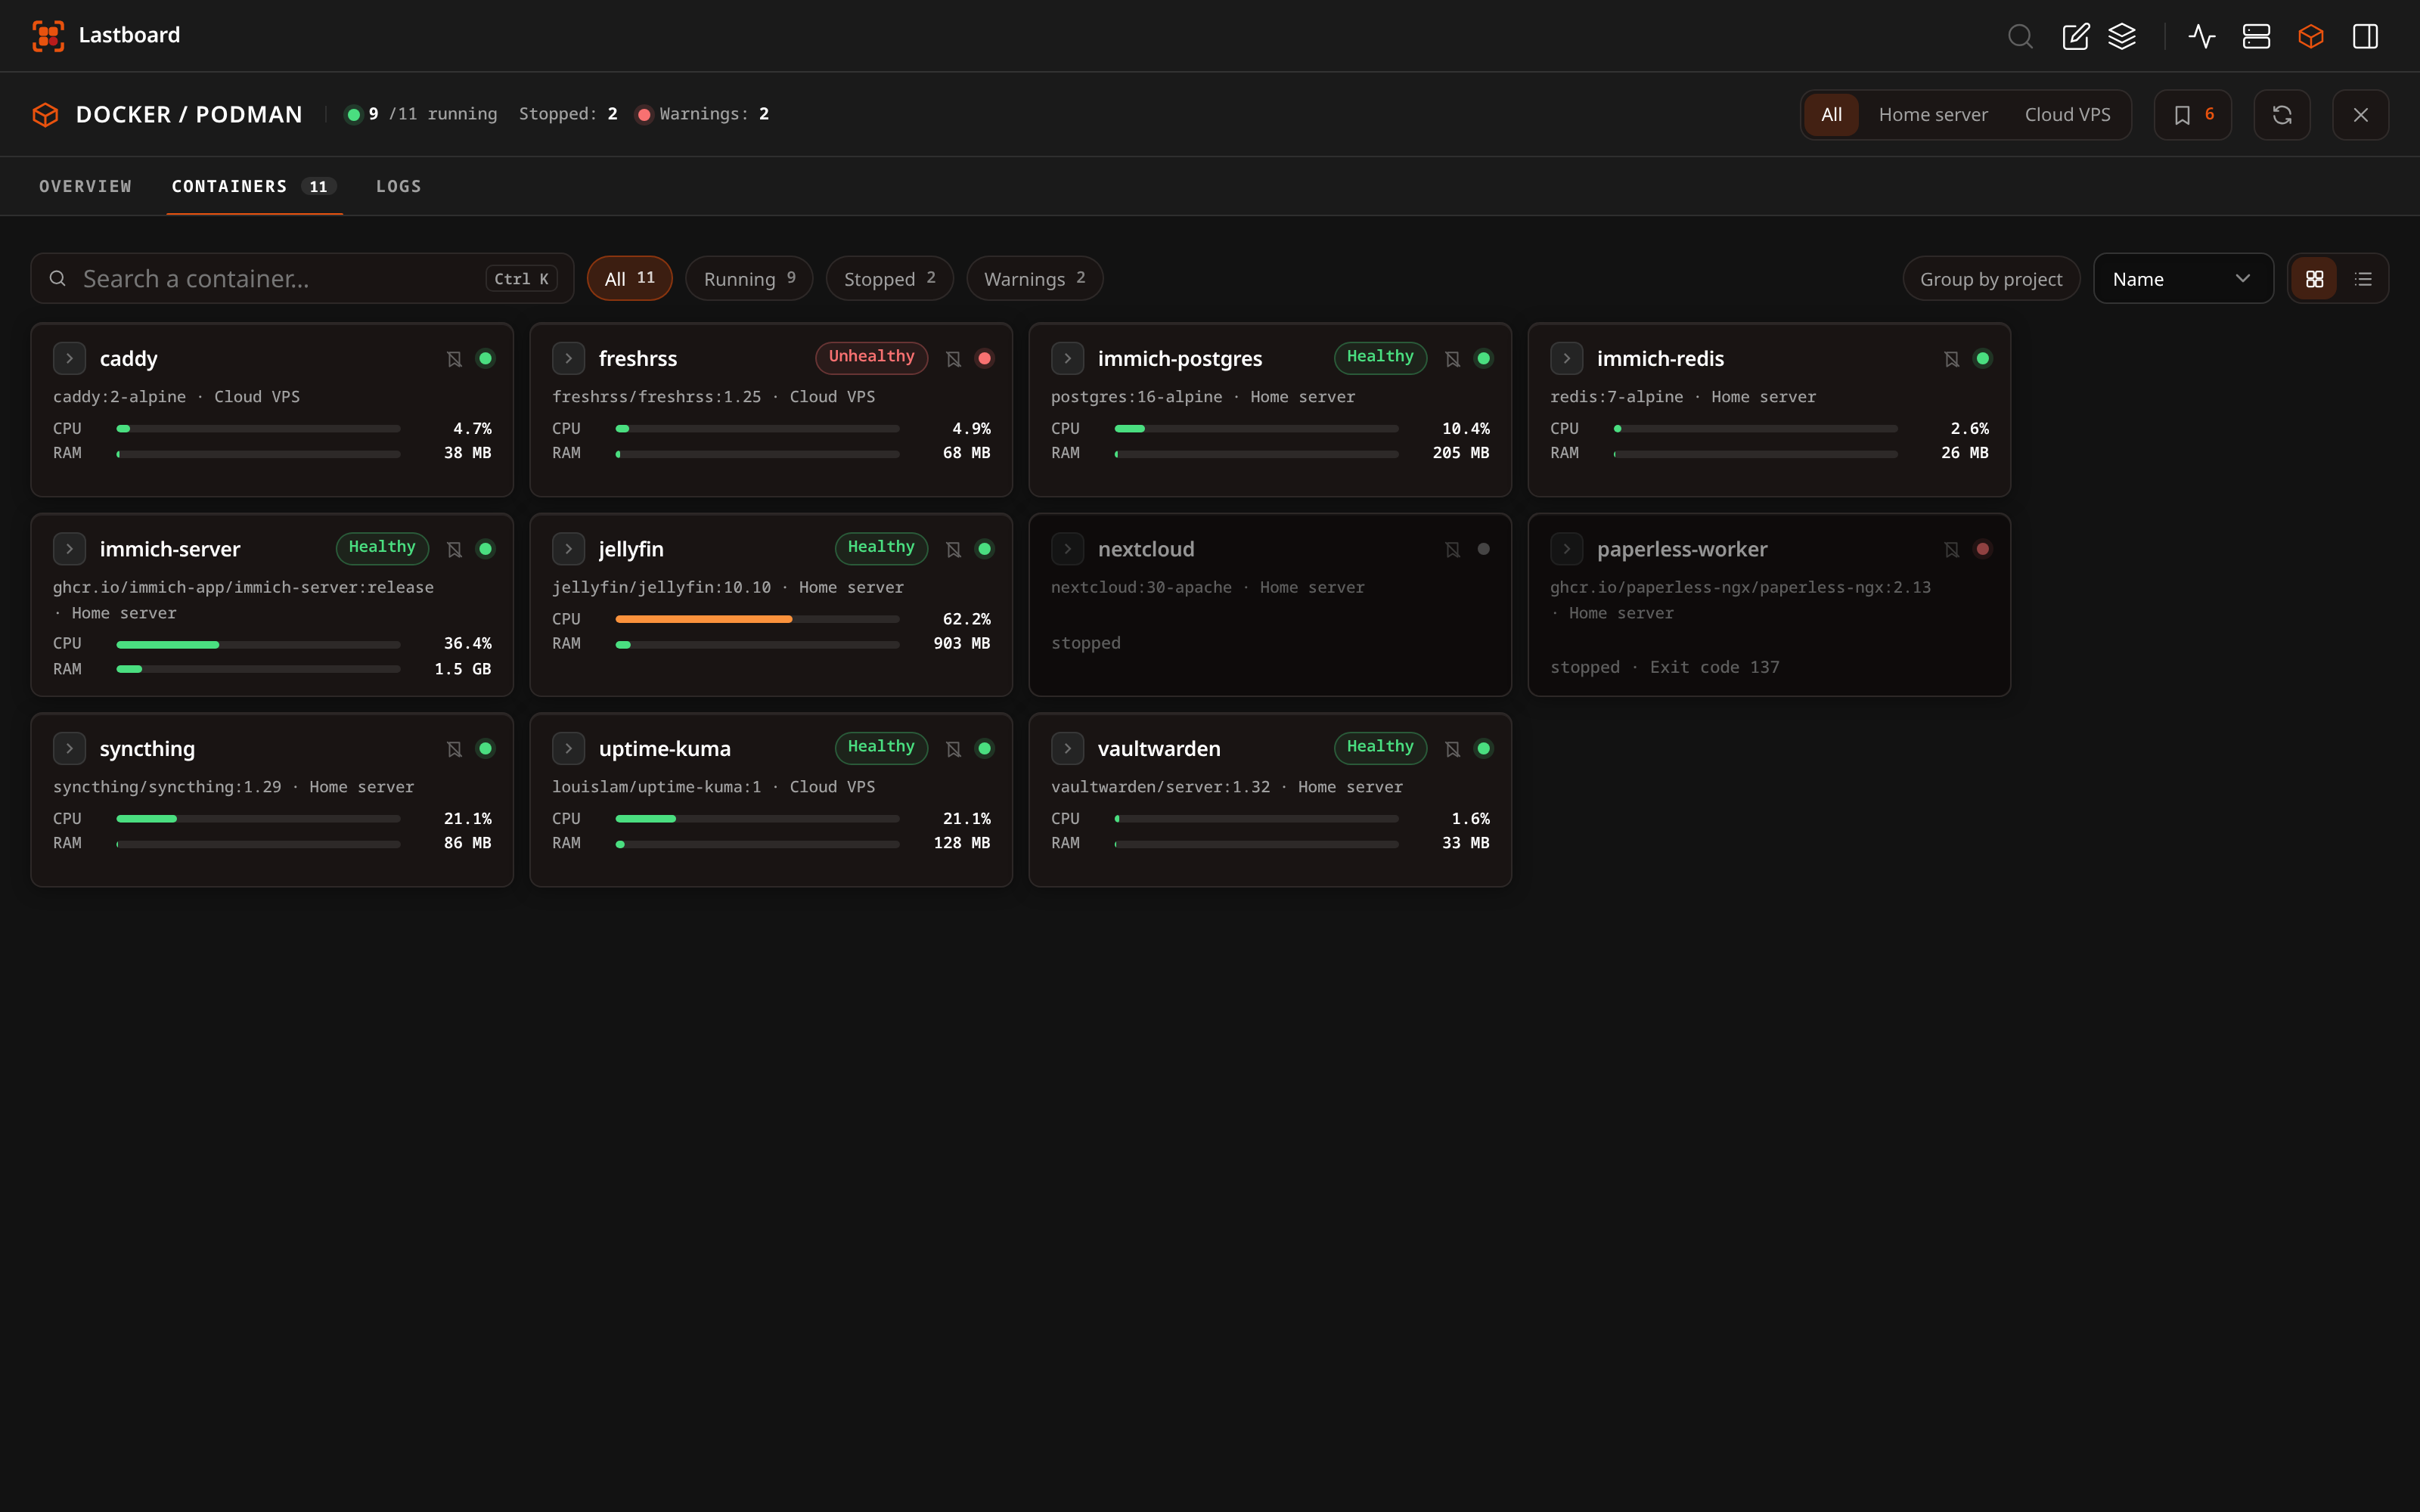 Lastboard
DOCKER / PODMAN
9 /11 running Stopped: 2 Warnings: 2
All Home server Cloud VPS 6
OVERVIEW CONTAINERS 11 LOGS
Search a container... Ctrl K All 11 Running 9 Stopped 2 Warnings 2 Group by project Name
caddy
caddy:2-alpine · Cloud VPS
CPU 4.7%
RAM 38 MB
freshrss Unhealthy
freshrss/freshrss:1.25 · Cloud VPS
CPU 4.9%
RAM 68 MB
immich-postgres Healthy
postgres:16-alpine · Home server
CPU 10.4%
RAM 205 MB
immich-redis
redis:7-alpine · Home server
CPU 2.6%
RAM 26 MB
immich-server Healthy
ghcr.io/immich-app/immich-server:release
· Home server
CPU 36.4%
RAM 1.5 GB
jellyfin Healthy
jellyfin/jellyfin:10.10 · Home server
CPU 62.2%
RAM 903 MB
nextcloud
nextcloud:30-apache · Home server
stopped
paperless-worker
ghcr.io/paperless-ngx/paperless-ngx:2.13
· Home server
stopped · Exit code 137
syncthing
syncthing/syncthing:1.29 · Home server
CPU 21.1%
RAM 86 MB
uptime-kuma Healthy
louislam/uptime-kuma:1 · Cloud VPS
CPU 21.1%
RAM 128 MB
vaultwarden Healthy
vaultwarden/server:1.32 · Home server
CPU 1.6%
RAM 33 MB